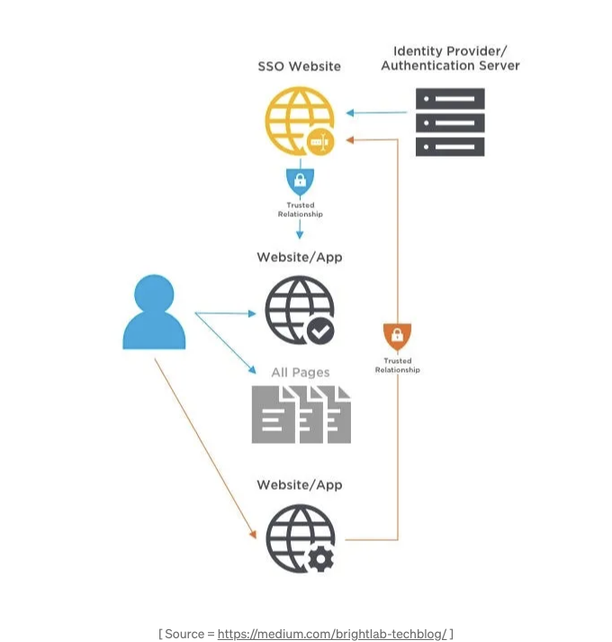 SSO Website
Identity Provider/
Authentication Server
Trusted
Relationship
Website/App
All Pages
Trusted
Relationship
Website/App
[ Source = https://medium.com/brightlab-techblog/ ]